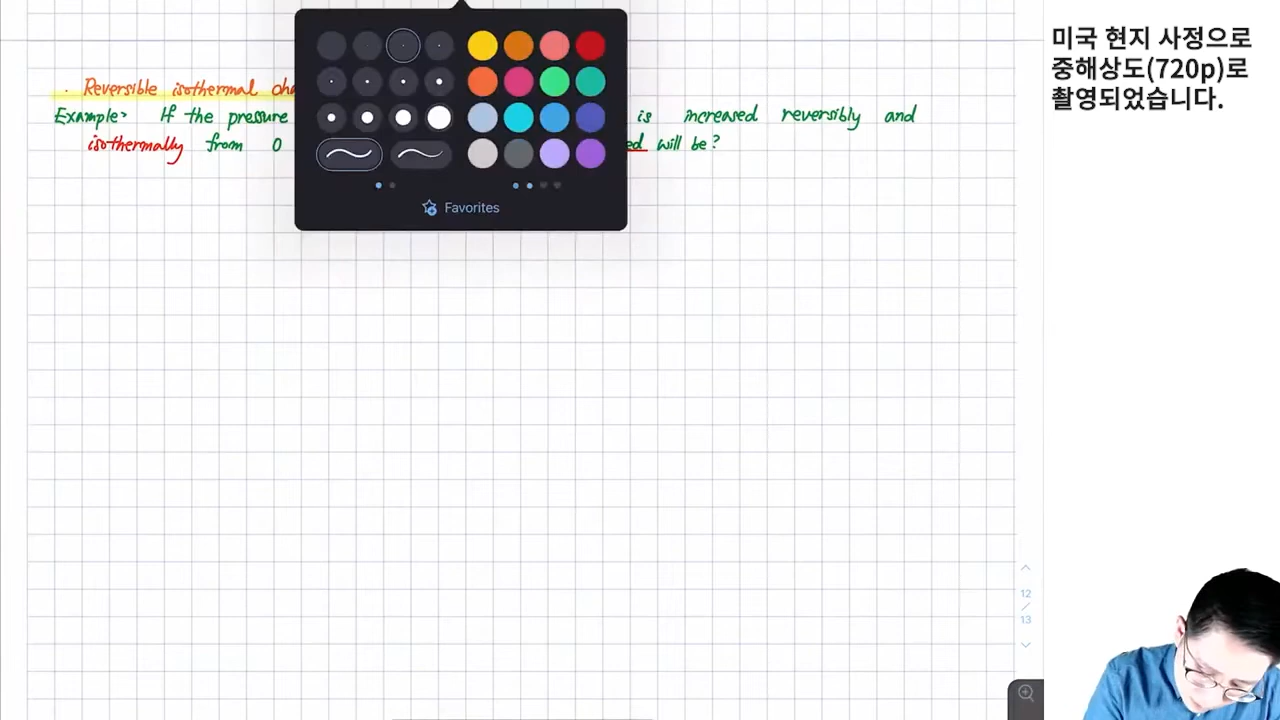 · Reversible isothermal cha
Example> If the pressure is increased reversibly and
isothermally from 0 ed will be?
Favorites
미국 현지 사정으로
중해상도(720p)로
촬영되었습니다.
12
/
13